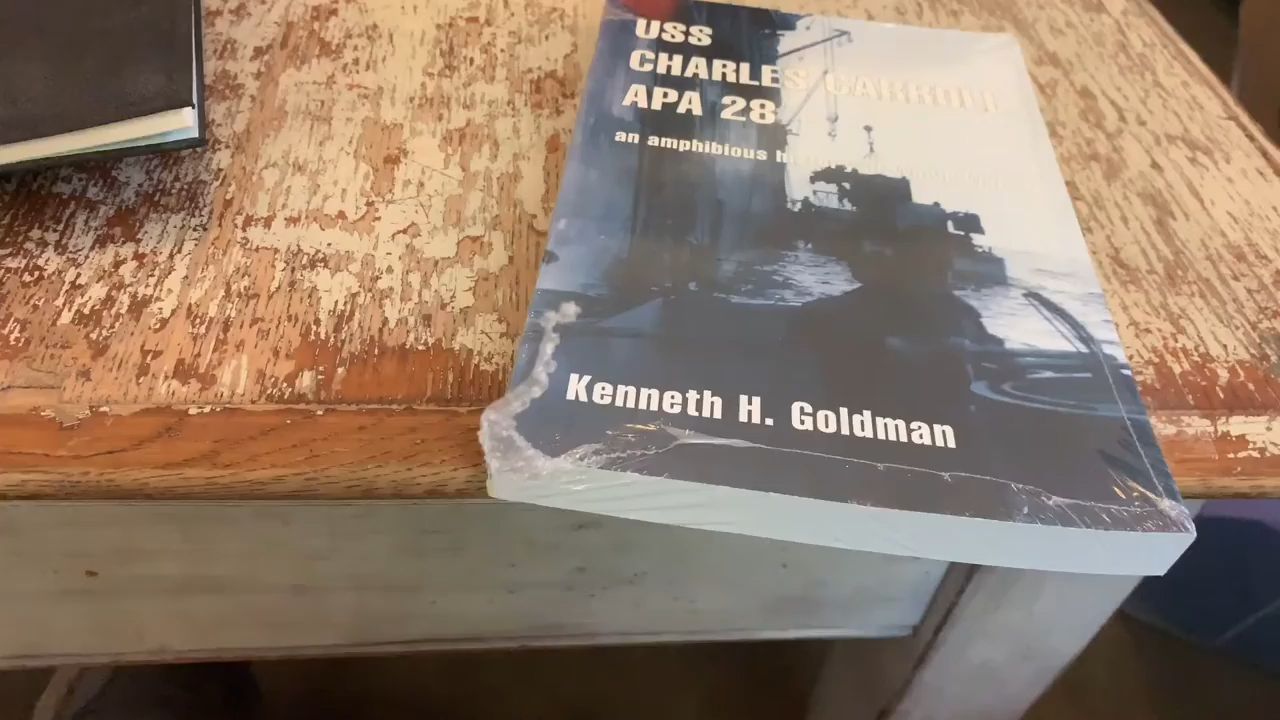 USS
CHARLES CARROLL
APA 28
an amphibious
Kenneth H. Goldman